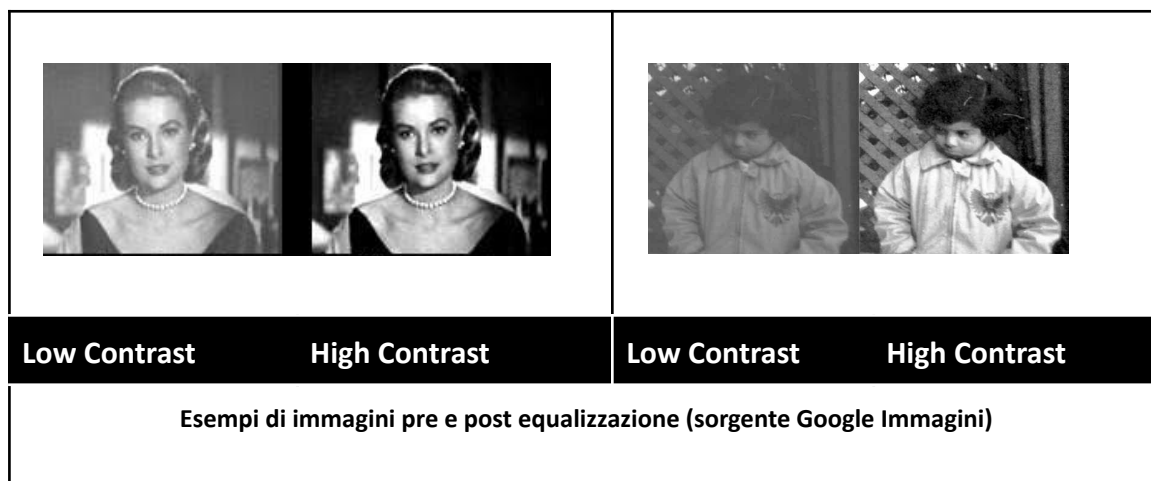 Low Contrast High Contrast Low Contrast High Contrast
Esempi di immagini pre e post equalizzazione (sorgente Google Immagini)